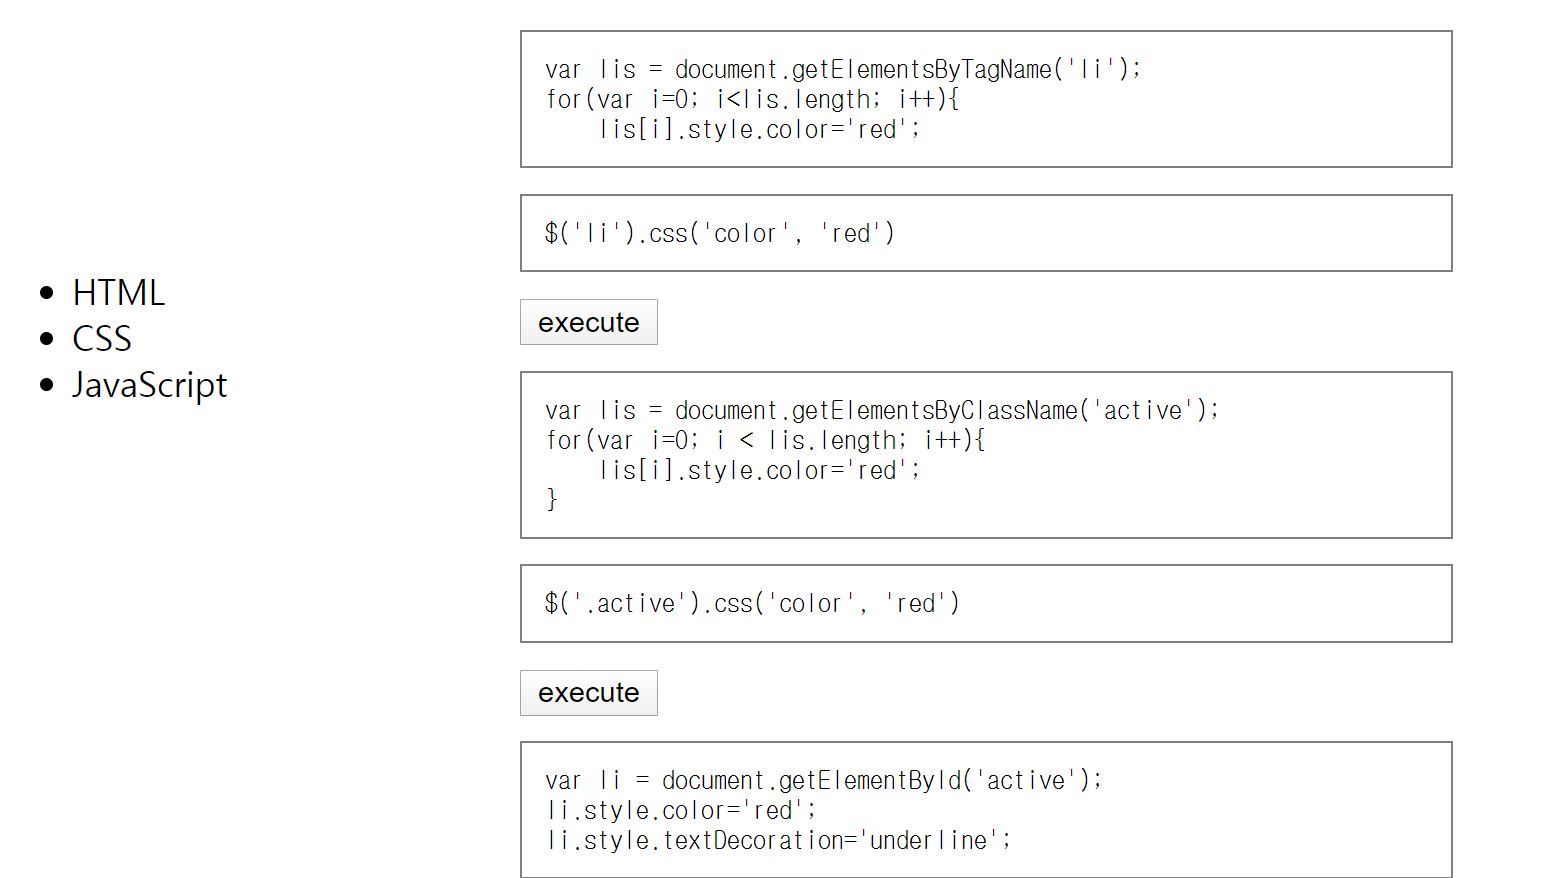 HTML
CSS
JavaScript
var lis = document.getElementsByTagName('li');
for(var i=0; i<lis.length; i++){
    lis[i].style.color='red';
$('li').css('color', 'red')
execute
var lis = document.getElementsByClassName('active');
for(var i=0; i < lis.length; i++){
    lis[i].style.color='red';
}
$('.active').css('color', 'red')
execute
var li = document.getElementById('active');
li.style.color='red';
li.style.textDecoration='underline';